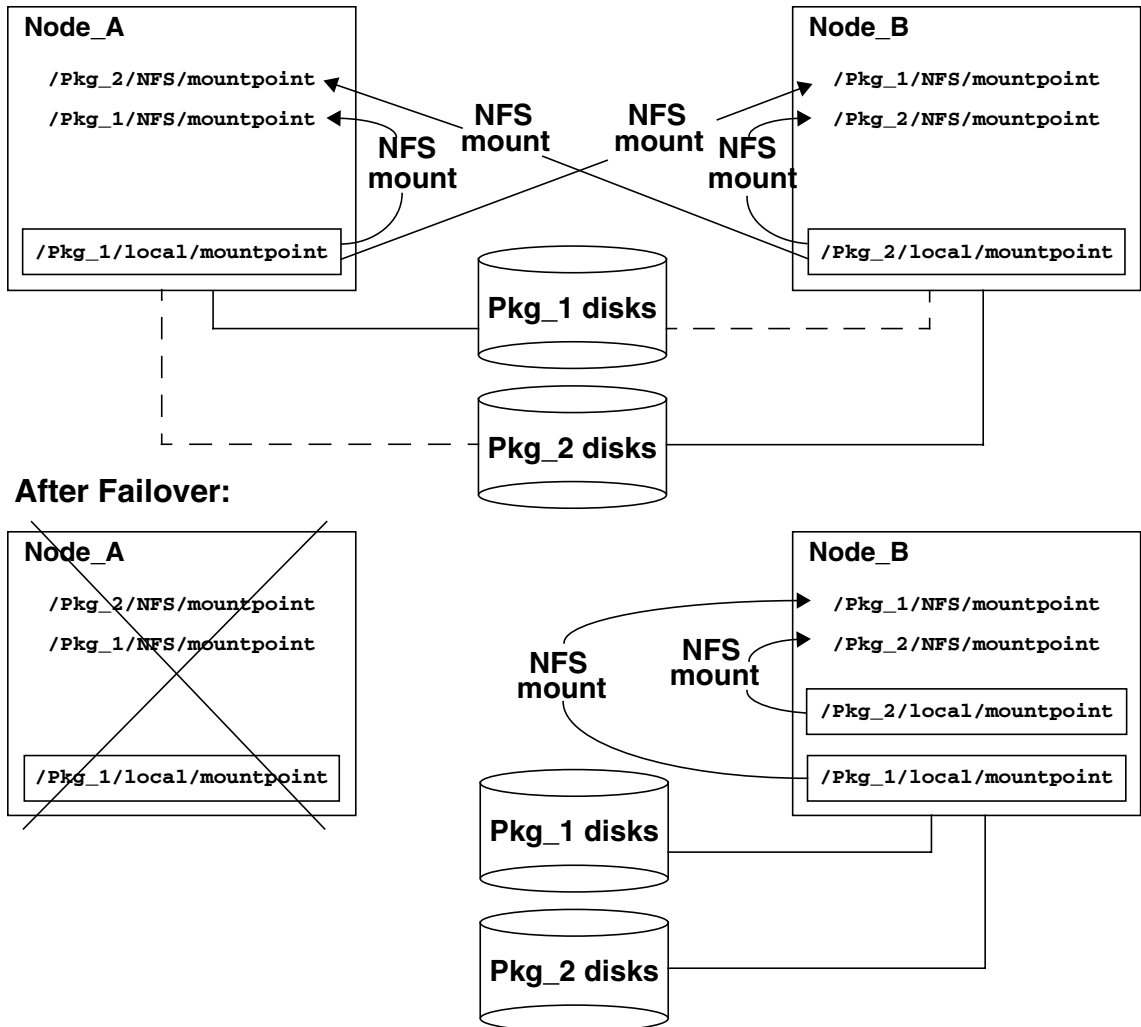 Node_A
/Pkg_2/NFS/mountpoint
/Pkg_1/NFS/mountpoint
/Pkg_1/local/mountpoint
NFS
mount
NFS
mount
NFS
mount
NFS
mount
Node_B
/Pkg_1/NFS/mountpoint
/Pkg_2/NFS/mountpoint
/Pkg_2/local/mountpoint
Pkg_1 disks
Pkg_2 disks
After Failover:
Node_A
/Pkg_2/NFS/mountpoint
/Pkg_1/NFS/mountpoint
/Pkg_1/local/mountpoint
NFS
mount
NFS
mount
Node_B
/Pkg_1/NFS/mountpoint
/Pkg_2/NFS/mountpoint
/Pkg_2/local/mountpoint
/Pkg_1/local/mountpoint
Pkg_1 disks
Pkg_2 disks